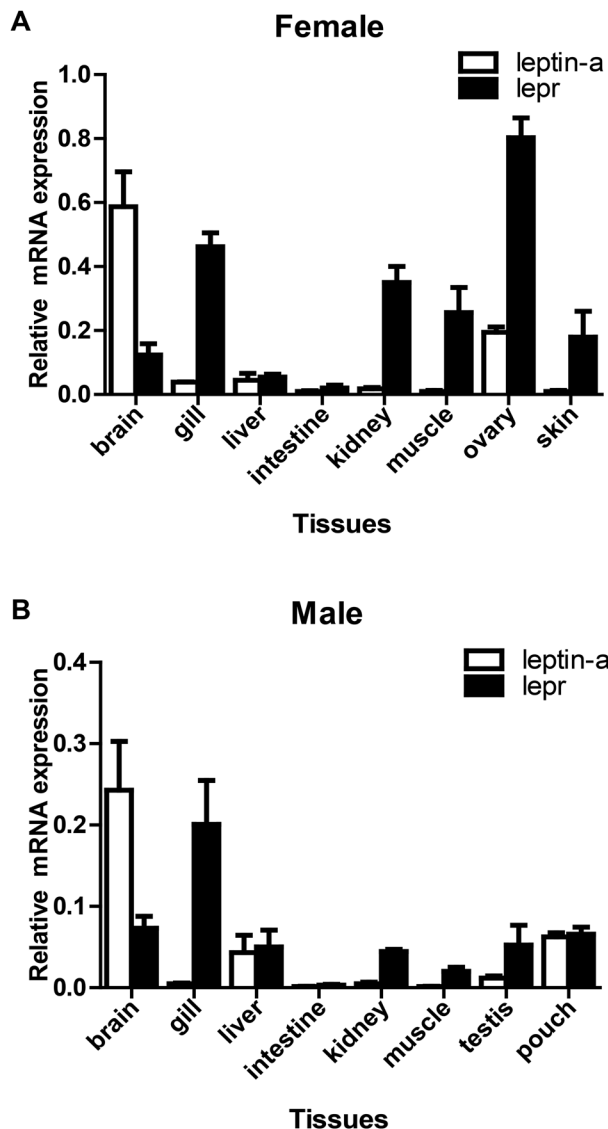 A
Female
leptin-a
lepr
Relative mRNA expression
1.0
0.8
0.6
0.4
0.2
0.0
brain
gill
liver
intestine
kidney
muscle
ovary
skin
Tissues
B
Male
leptin-a
lepr
Relative mRNA expression
0.4
0.3
0.2
0.1
0.0
brain
gill
liver
intestine
kidney
muscle
testis
pouch
Tissues